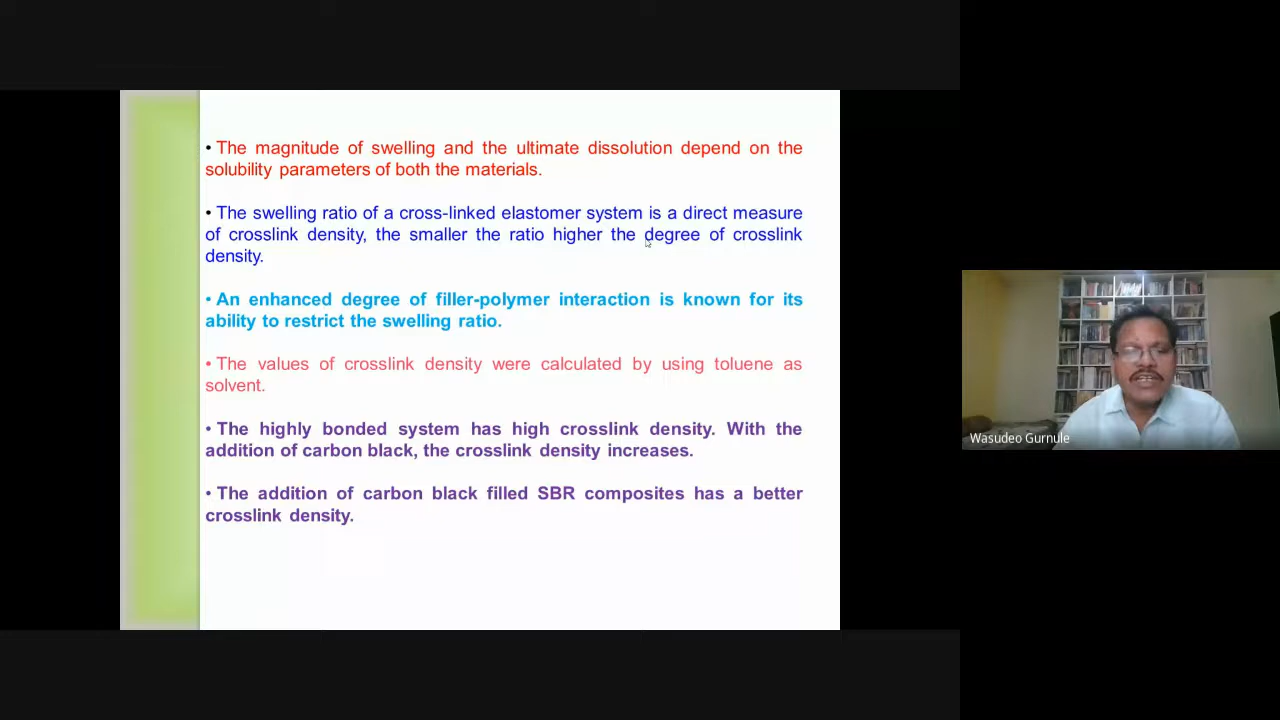 • The magnitude of swelling and the ultimate dissolution depend on the
solubility parameters of both the materials.
• The swelling ratio of a cross-linked elastomer system is a direct measure
of crosslink density, the smaller the ratio higher the degree of crosslink
density.
• An enhanced degree of filler-polymer interaction is known for its
ability to restrict the swelling ratio.
• The values of crosslink density were calculated by using toluene as
solvent.
• The highly bonded system has high crosslink density. With the
addition of carbon black, the crosslink density increases.
• The addition of carbon black filled SBR composites has a better
crosslink density.
Wasudeo Gurnule